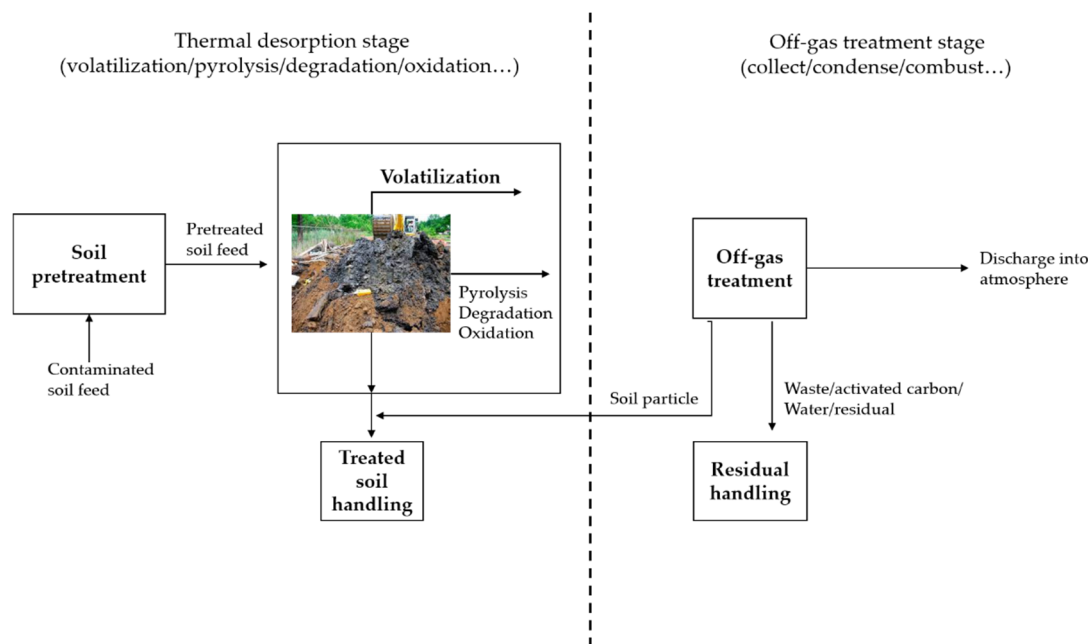 Thermal desorption stage
(volatilization/pyrolysis/degradation/oxidation…)
Off-gas treatment stage
(collect/condense/combust…)
Volatilization
Soil
pretreatment
Pretreated
soil feed
Pyrolysis
Degradation
Oxidation
Contaminated
soil feed
Off-gas
treatment
Discharge into
atmosphere
Soil particle
Waste/activated carbon/
Water/residual
Treated
soil
handling
Residual
handling